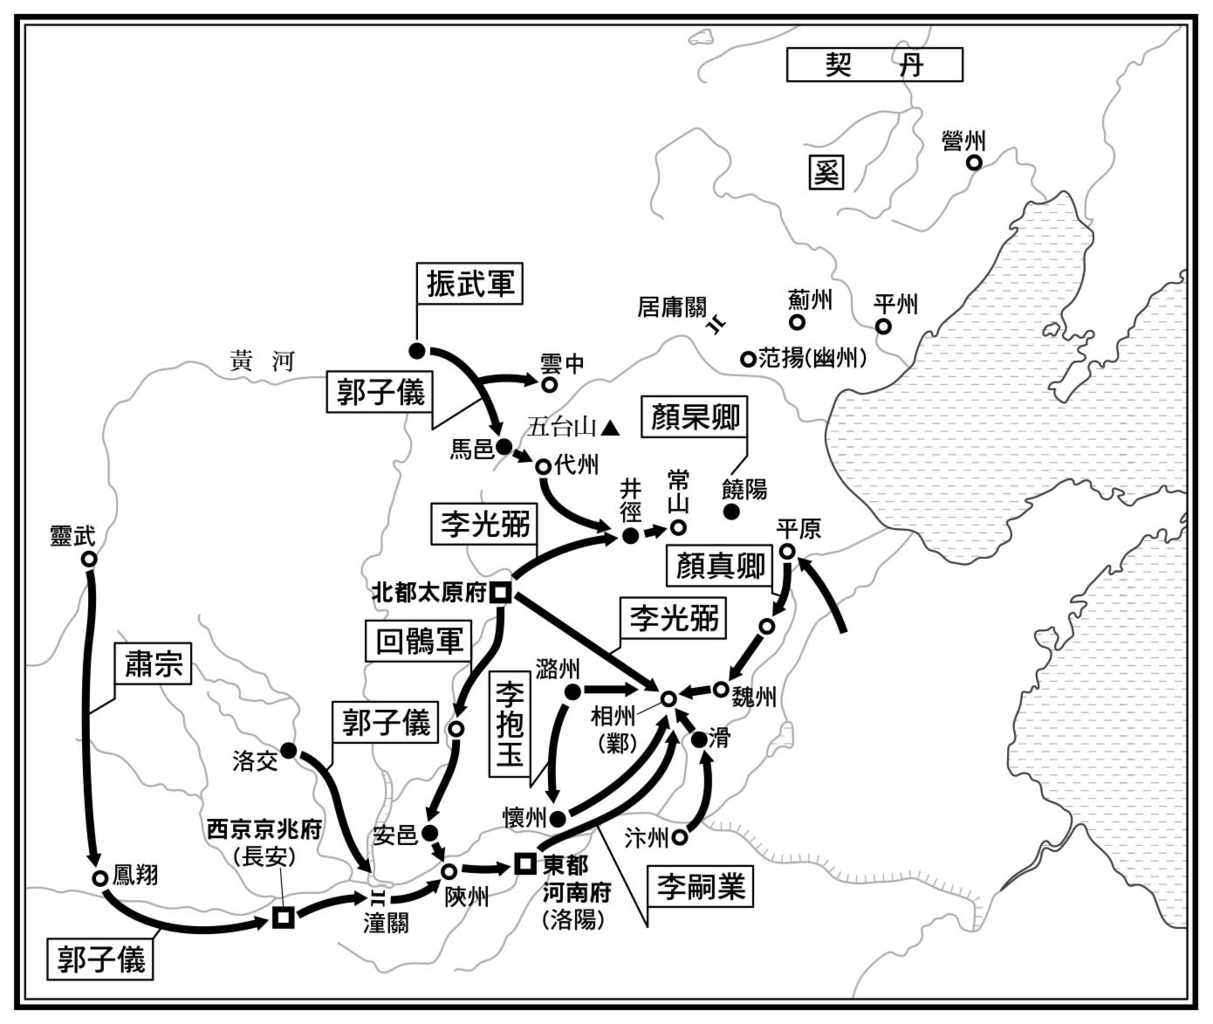 契 丹
營州
奚
振武軍
居庸關
薊州
平州
范揚(幽州)
黃 河
雲中
郭子儀
五台山
顏杲卿
馬邑
代州
井
徑
常
山
饒陽
李光弼
平原
靈武
顏真卿
北都太原府
李光弼
回鶻軍
肅宗
潞州
李
抱
玉
魏州
相州
(鄴)
郭子儀
滑
洛交
懷州
西京京兆府
(長安)
安邑
汴州
鳳翔
陝州
東都
河南府
(洛陽)
李嗣業
潼關
郭子儀